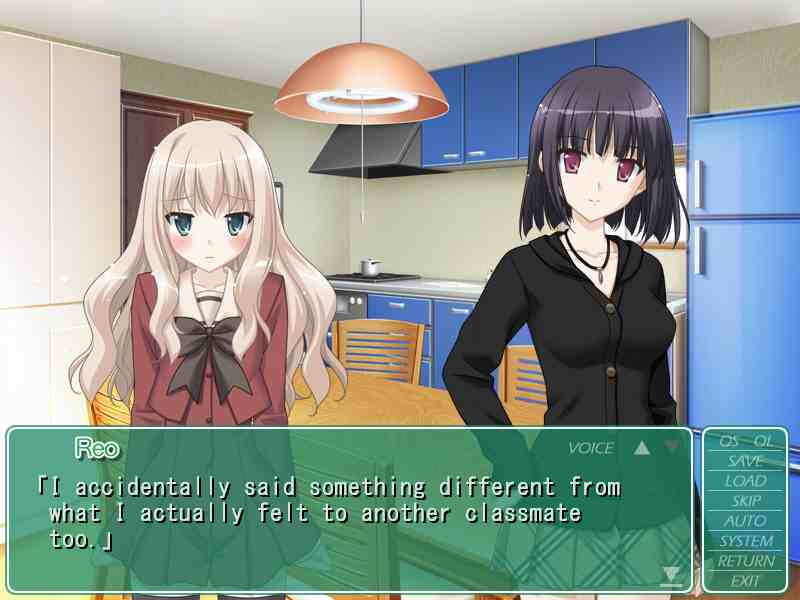 Reo
VOICE
「I accidentally said something different from
what I actually felt to another classmate
too.」
QS QL
SAVE
LOAD
SKIP
AUTO
SYSTEM
RETURN
EXIT